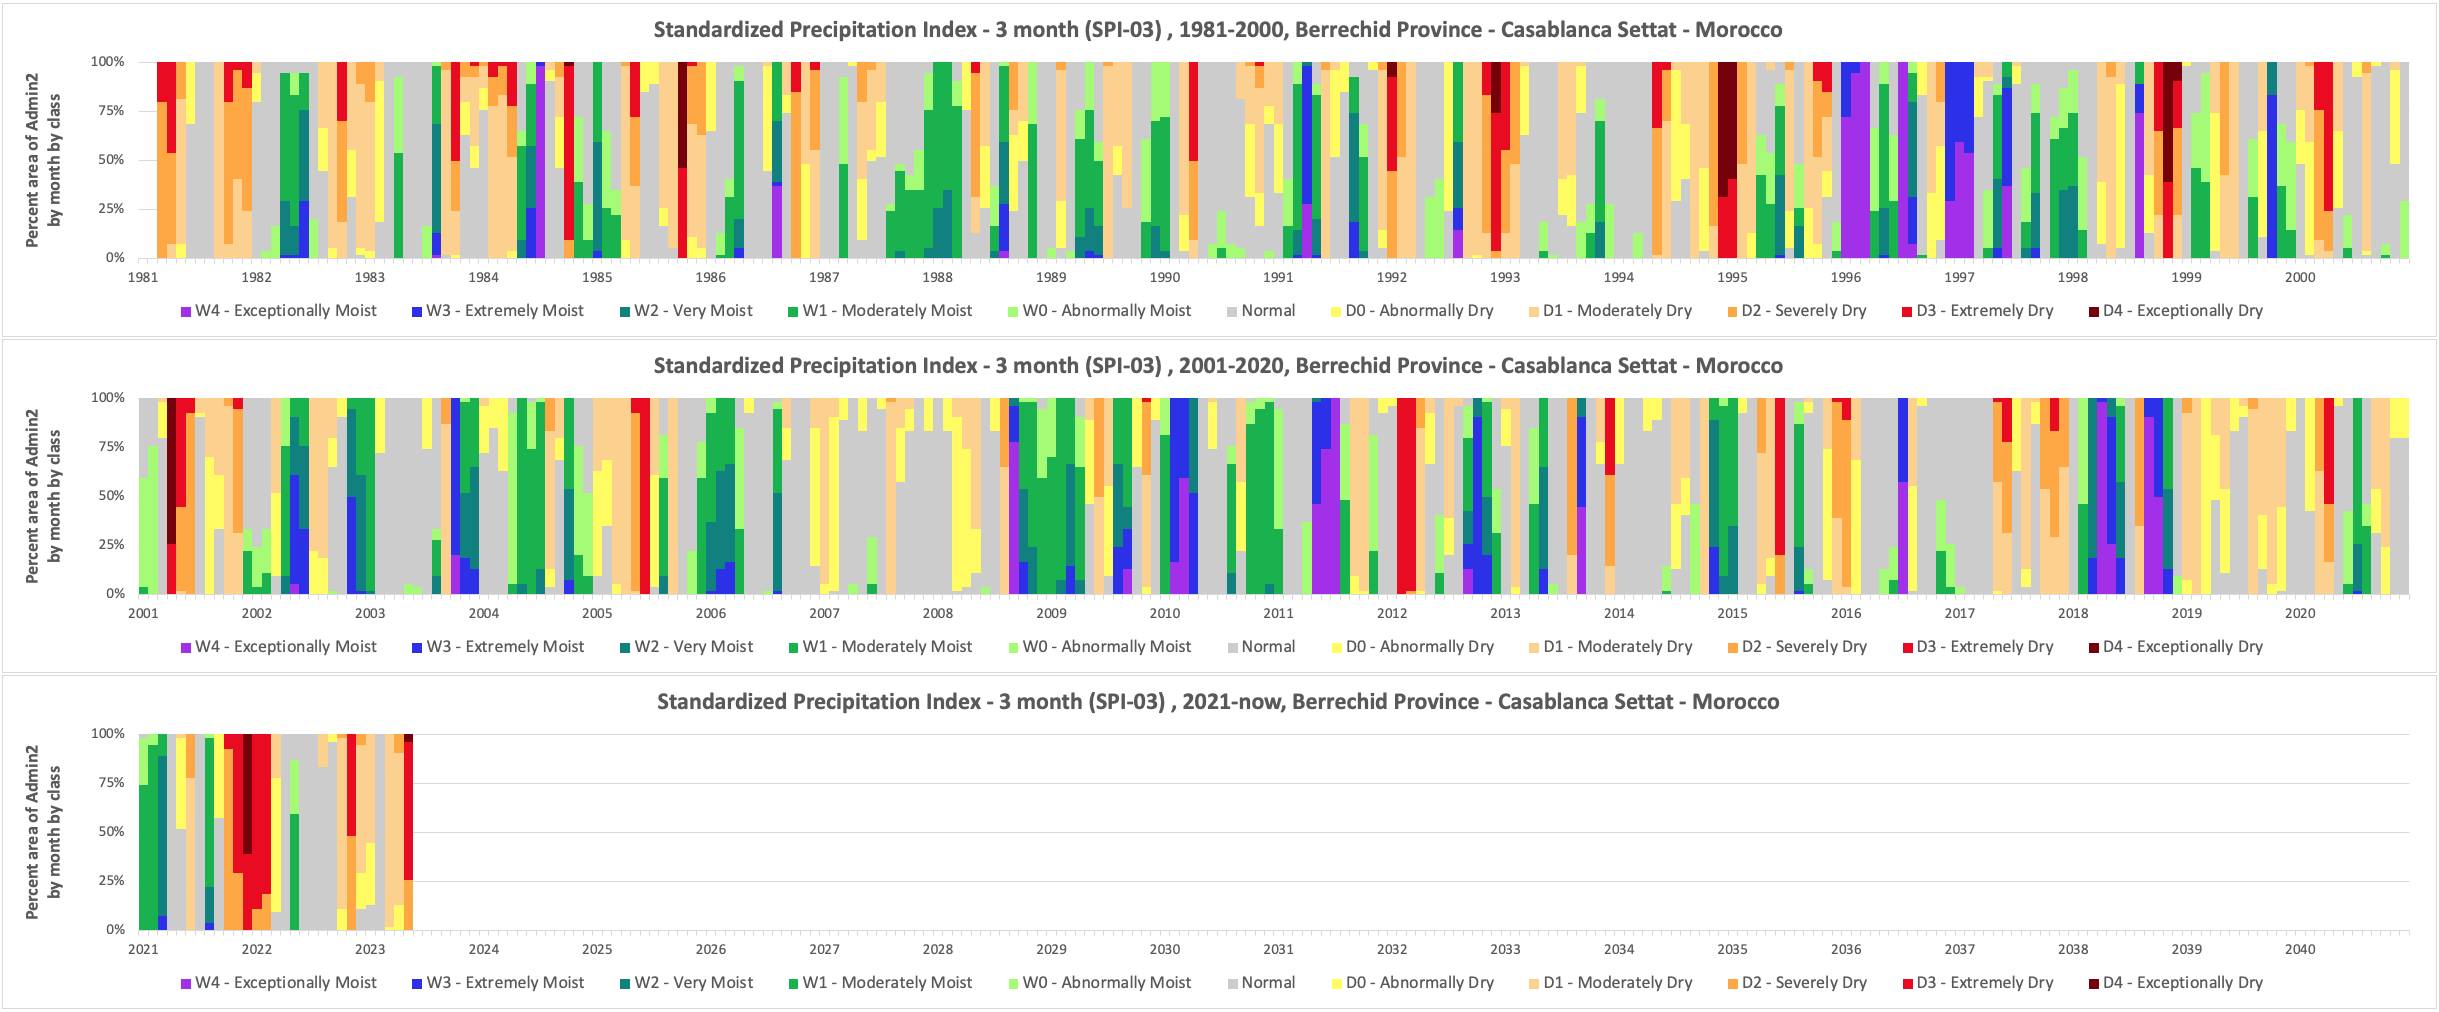 Standardized Precipitation Index - 3 month (SPI-03) , 1981-2000, Berrechid Province - Casablanca Settat - Morocco
Percent area of Admin2
by month by class
100%
75%
50%
25%
0%
1981 1982 1983 1984 1985 1986 1987 1988 1989 1990 1991 1992 1993 1994 1995 1996 1997 1998 1999 2000
W4 - Exceptionally Moist W3 - Extremely Moist W2 - Very Moist W1 - Moderately Moist W0 - Abnormally Moist Normal D0 - Abnormally Dry D1 - Moderately Dry D2 - Severely Dry D3 - Extremely Dry D4 - Exceptionally Dry
Standardized Precipitation Index - 3 month (SPI-03) , 2001-2020, Berrechid Province - Casablanca Settat - Morocco
Percent area of Admin2
by month by class
100%
75%
50%
25%
0%
2001 2002 2003 2004 2005 2006 2007 2008 2009 2010 2011 2012 2013 2014 2015 2016 2017 2018 2019 2020
W4 - Exceptionally Moist W3 - Extremely Moist W2 - Very Moist W1 - Moderately Moist W0 - Abnormally Moist Normal D0 - Abnormally Dry D1 - Moderately Dry D2 - Severely Dry D3 - Extremely Dry D4 - Exceptionally Dry
Standardized Precipitation Index - 3 month (SPI-03) , 2021-now, Berrechid Province - Casablanca Settat - Morocco
Percent area of Admin2
by month by class
100%
75%
50%
25%
0%
2021 2022 2023 2024 2025 2026 2027 2028 2029 2030 2031 2032 2033 2034 2035 2036 2037 2038 2039 2040
W4 - Exceptionally Moist W3 - Extremely Moist W2 - Very Moist W1 - Moderately Moist W0 - Abnormally Moist Normal D0 - Abnormally Dry D1 - Moderately Dry D2 - Severely Dry D3 - Extremely Dry D4 - Exceptionally Dry